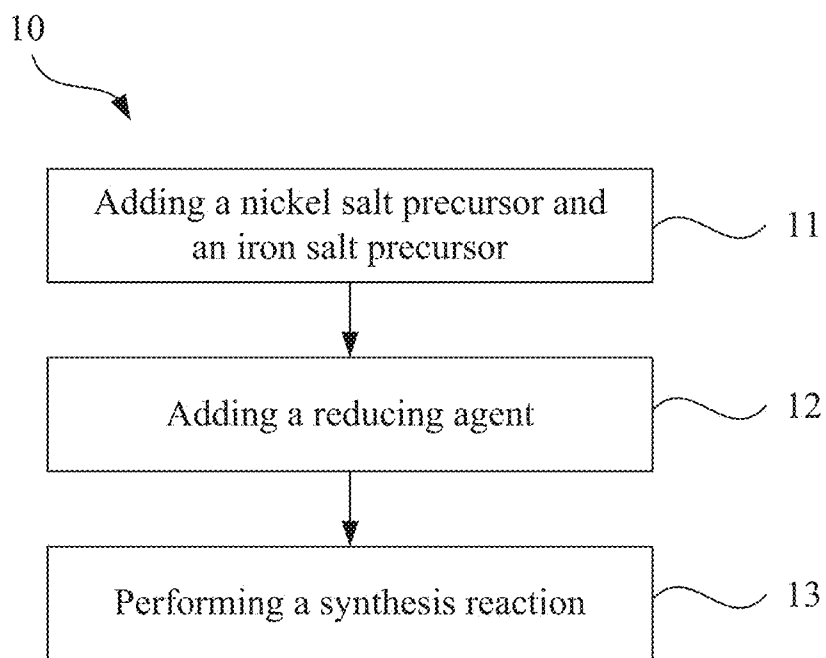 10
Adding a nickel salt precursor and
an iron salt precursor
11
Adding a reducing agent
12
Performing a synthesis reaction
13